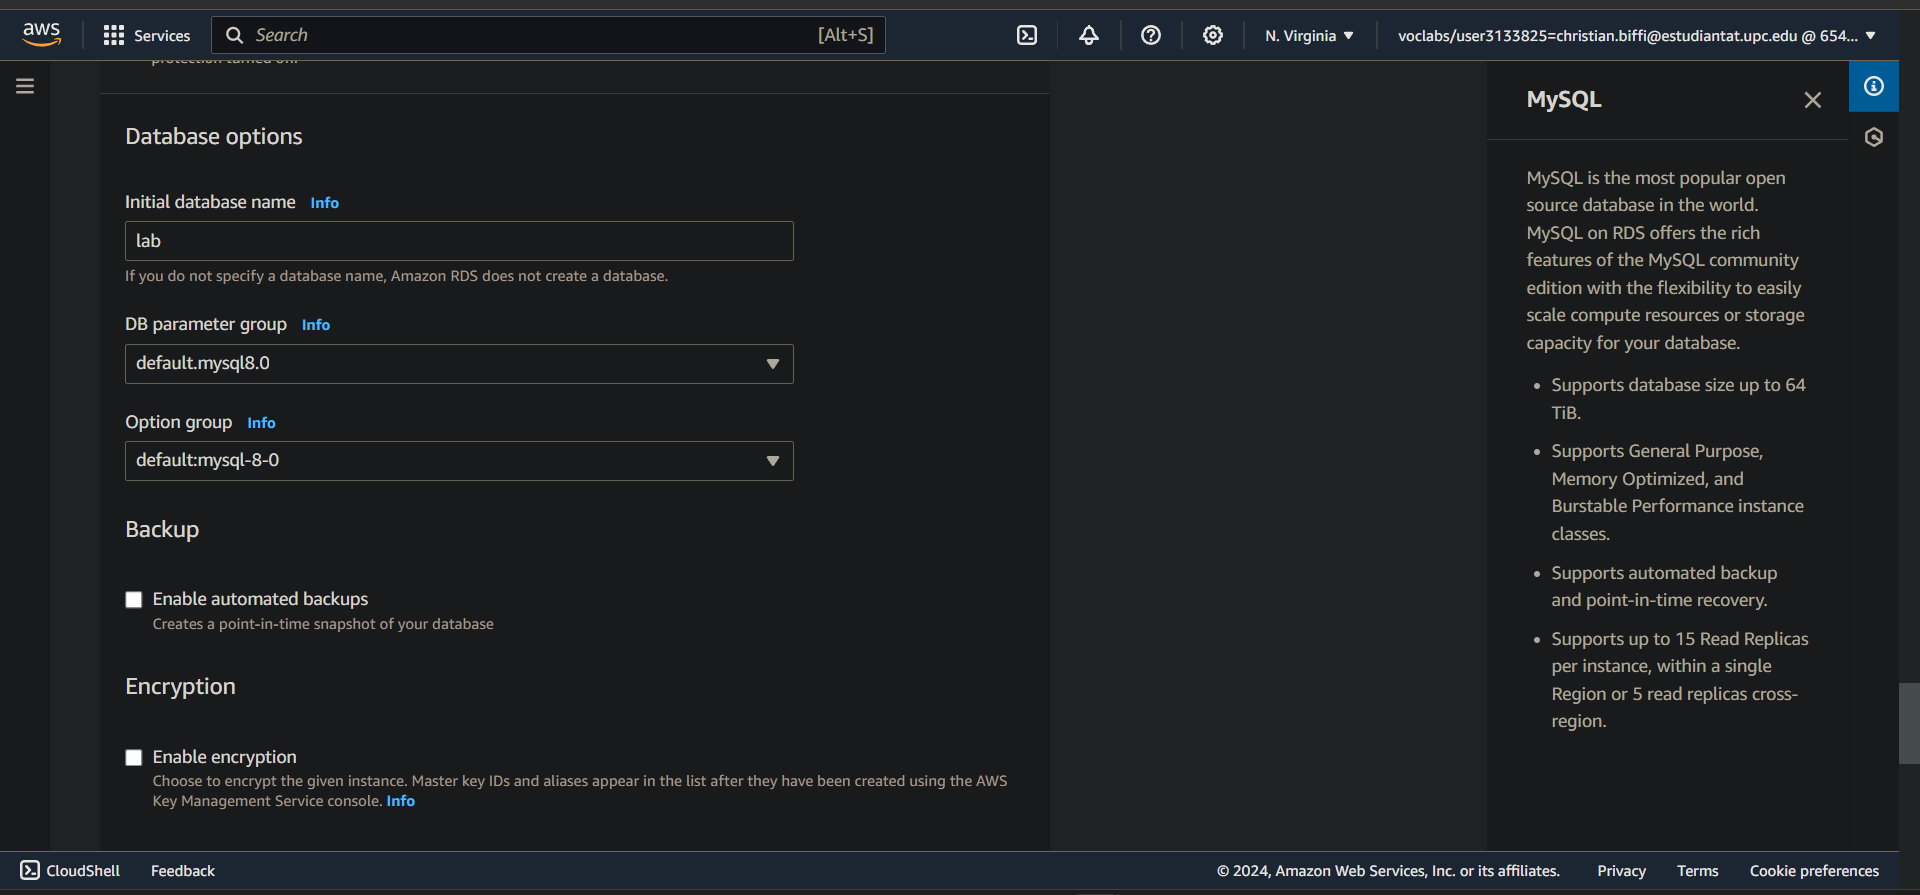 aws
Services
Search
[Alt+S]
N. Virginia
voclabs/user3133825=christian.biffi@estudiantat.upc.edu @ 654...
protection turned on.
Database options
Initial database name Info
lab
If you do not specify a database name, Amazon RDS does not create a database.
DB parameter group Info
default.mysql8.0
Option group Info
default:mysql-8-0
Backup
Enable automated backups
Creates a point-in-time snapshot of your database
Encryption
Enable encryption
Choose to encrypt the given instance. Master key IDs and aliases appear in the list after they have been created using the AWS
Key Management Service console. Info
MySQL
MySQL is the most popular open
source database in the world.
MySQL on RDS offers the rich
features of the MySQL community
edition with the flexibility to easily
scale compute resources or storage
capacity for your database.
• Supports database size up to 64
TiB.
• Supports General Purpose,
Memory Optimized, and
Burstable Performance instance
classes.
• Supports automated backup
and point-in-time recovery.
• Supports up to 15 Read Replicas
per instance, within a single
Region or 5 read replicas cross-
region.
CloudShell
Feedback
© 2024, Amazon Web Services, Inc. or its affiliates.
Privacy
Terms
Cookie preferences